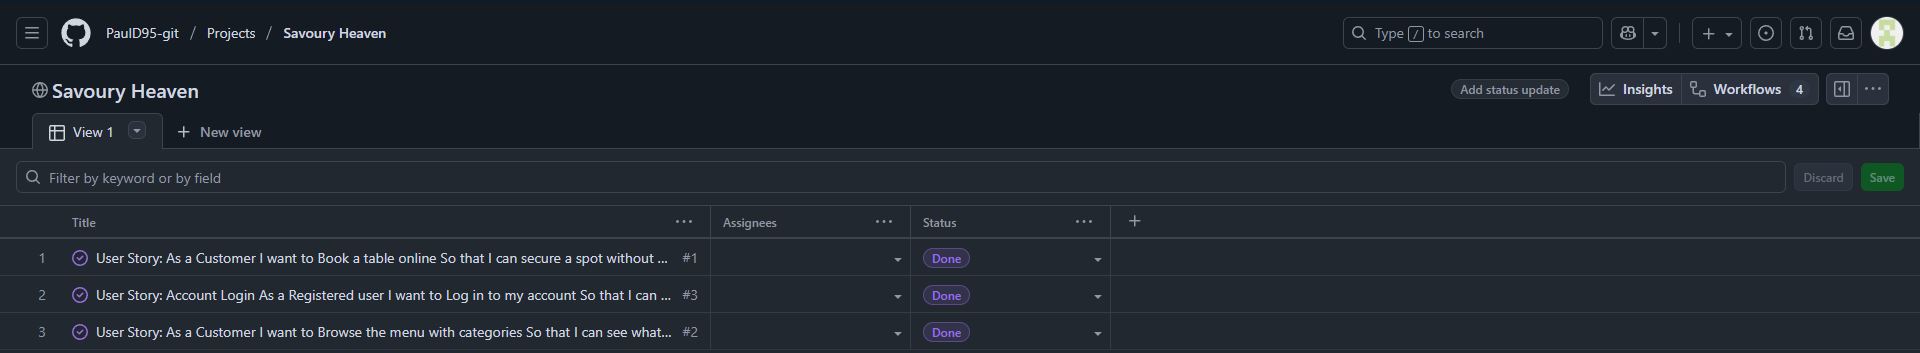 PaulD95-git / Projects / Savoury Heaven Type / to search
Savoury Heaven Add status update Insights Workflows 4
View 1 New view
Filter by keyword or by field Discard Save
Title Assignees Status
1 User Story: As a Customer I want to Book a table online So that I can secure a spot without ... #1 Done
2 User Story: Account Login As a Registered user I want to Log in to my account So that I can ... #3 Done
3 User Story: As a Customer I want to Browse the menu with categories So that I can see what... #2 Done